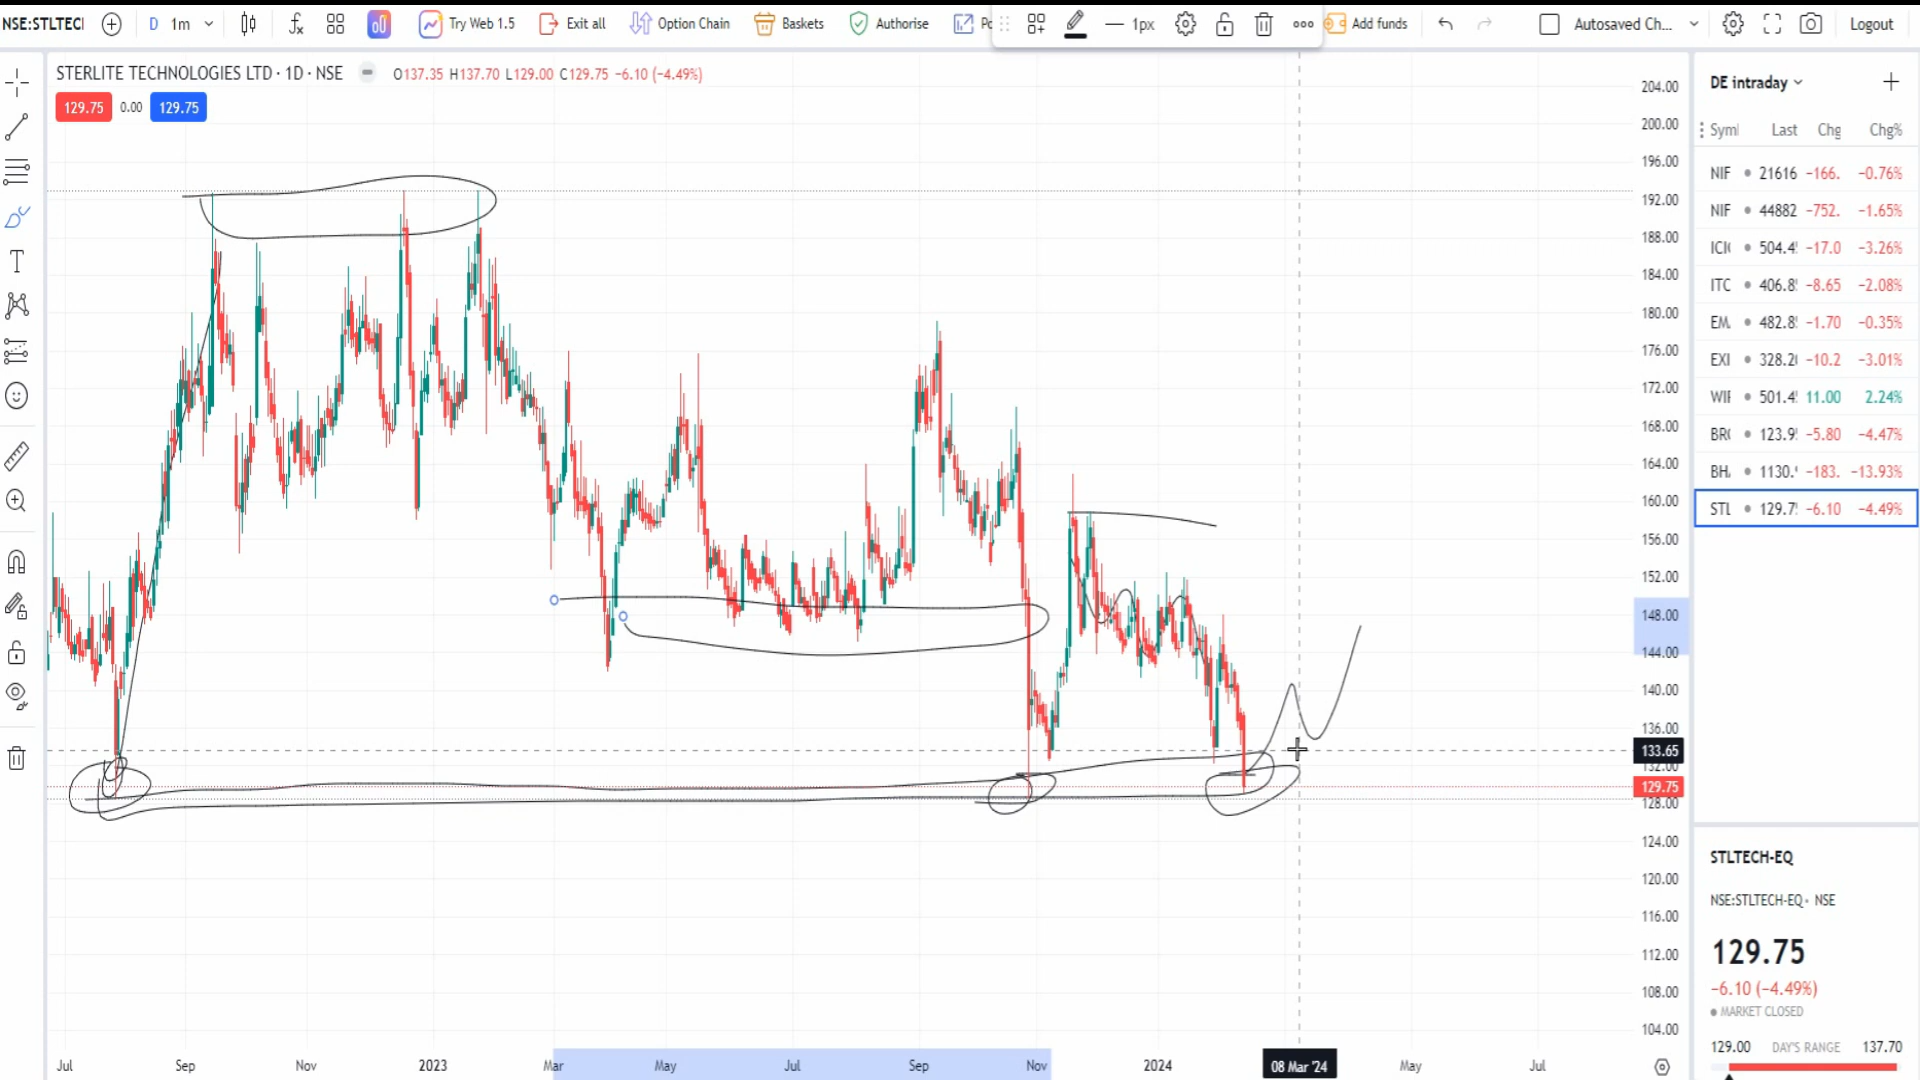 NSE:STLTECI D 1m Try Web 1.5 Exit all Option Chain Baskets Authorise 1px Add funds Autosaved Ch... Logout
STERLITE TECHNOLOGIES LTD · 1D · NSE O137.35 H137.70 L129.00 C129.75 −6.10 (−4.49%)
129.75 0.00 129.75
204.00
200.00
196.00
192.00
188.00
184.00
180.00
176.00
172.00
168.00
164.00
160.00
156.00
152.00
148.00
144.00
140.00
136.00
133.65
132.00
129.75
128.00
124.00
120.00
116.00
112.00
108.00
104.00
Jul Sep Nov 2023 Mar May Jul Sep Nov 2024 08 Mar '24 May Jul
DE intraday
Last Chg Chg%
NIF 21616 −166. −0.76%
NIF 44882 −752. −1.65%
504.4 −17.0 −3.26%
ITC 406.8 −8.65 −2.08%
EM. 482.8 −1.70 −0.35%
EXI 328.2 −10.2 −3.01%
501.4 11.00 2.24%
123.9 −5.80 −4.47%
1130. −183. −13.93%
STL 129.7 −6.10 −4.49%
STLTECH-EQ
NSE:STLTECH-EQ • NSE
129.75
−6.10 (−4.49%)
MARKET CLOSED
129.00 DAY'S RANGE 137.70